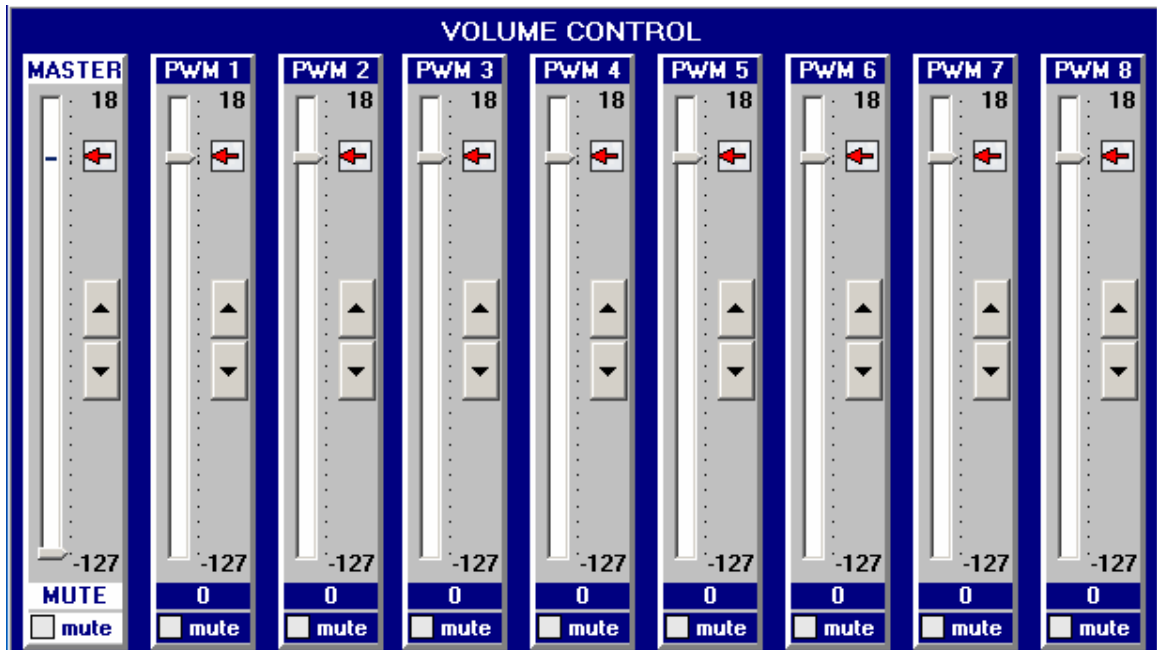 VOLUME CONTROL
MASTER PWM 1 PWM 2 PWM 3 PWM 4 PWM 5 PWM 6 PWM 7 PWM 8
18 18 18 18 18 18 18 18 18
-127 -127 -127 -127 -127 -127 -127 -127 -127
MUTE 0 0 0 0 0 0 0 0
mute mute mute mute mute mute mute mute mute